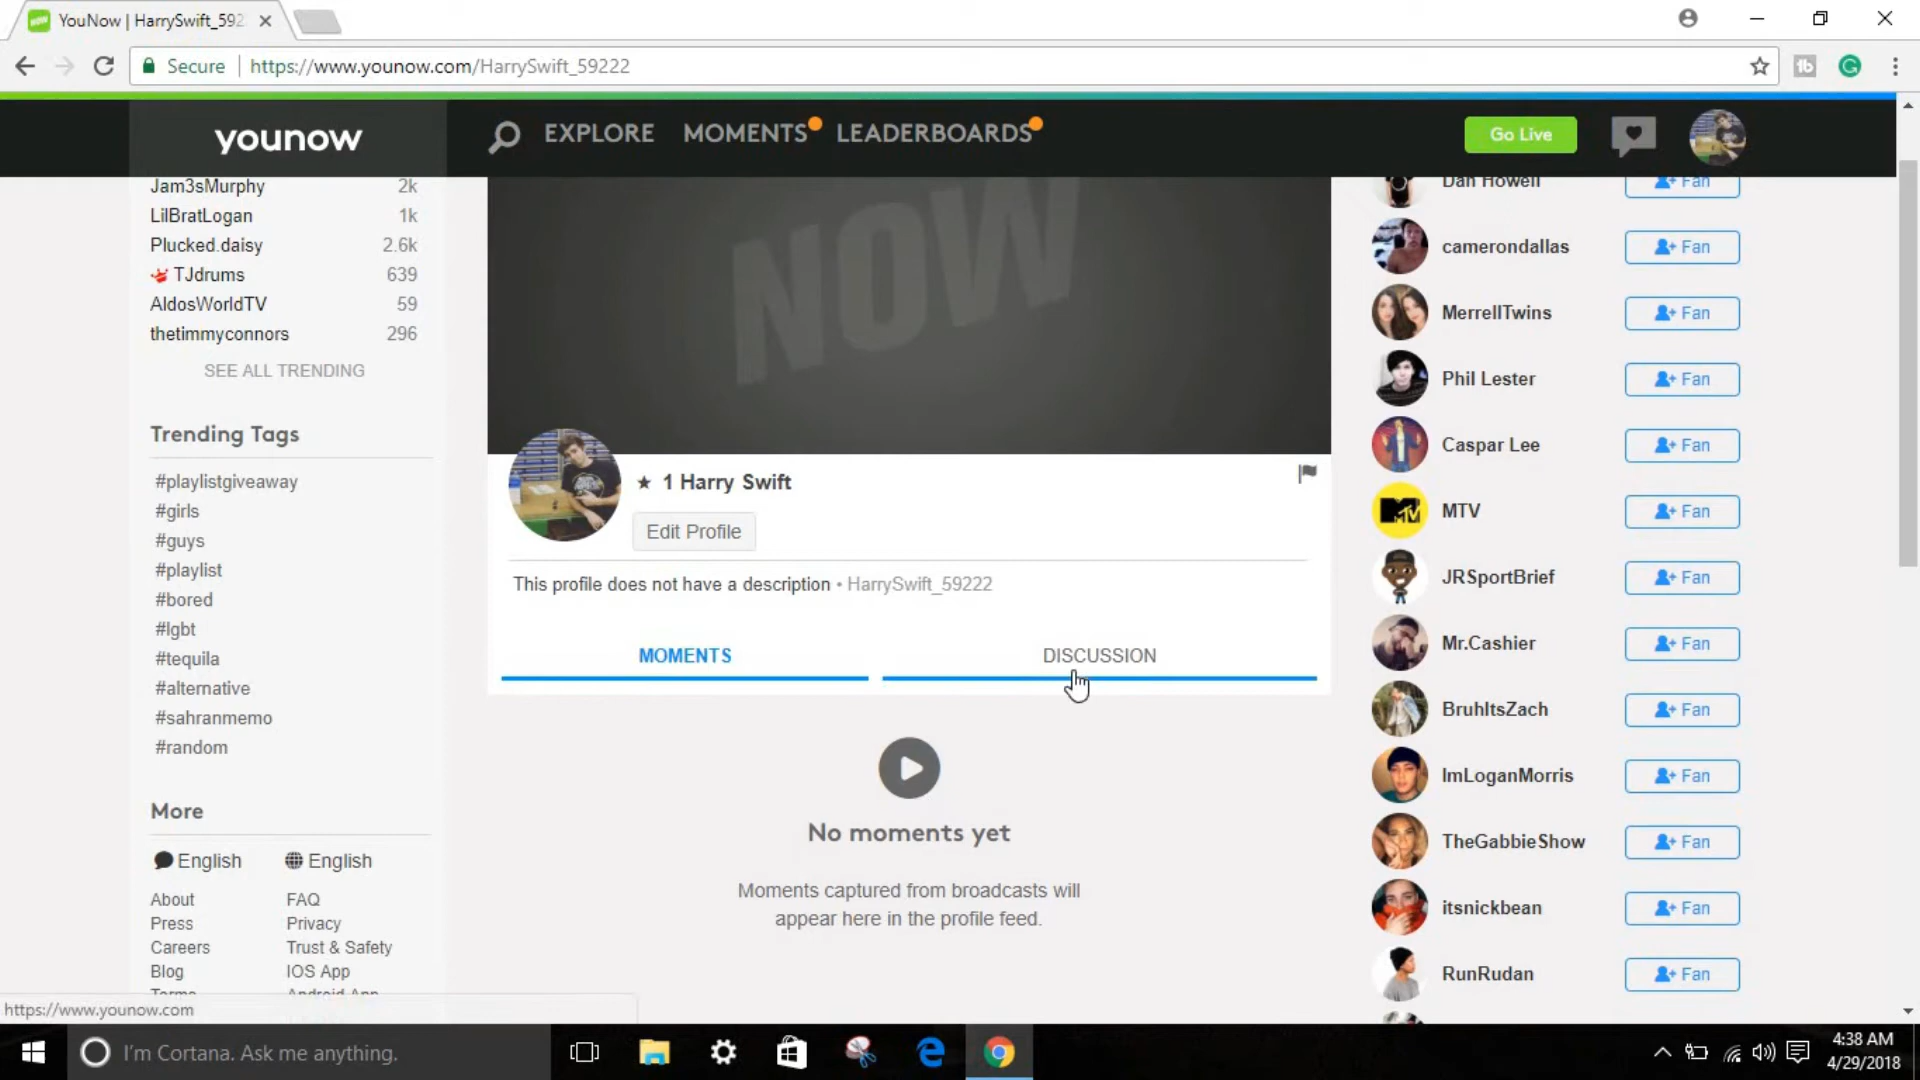 YouNow | HarrySwift_592
Secure
https://www.younow.com/HarrySwift_59222
younow
EXPLORE
MOMENTS
LEADERBOARDS
Go Live
Jam3sMurphy 2k
LilBratLogan 1k
Plucked.daisy 2.6k
TJdrums 639
AldosWorldTV 59
thetimmyconnors 296
SEE ALL TRENDING
Trending Tags
#playlistgiveaway
#girls
#guys
#playlist
#bored
#lgbt
#tequila
#alternative
#sahranmemo
#random
More
English English
About FAQ
Press Privacy
Careers Trust & Safety
Blog IOS App
Terms Android App
https://www.younow.com
NOW
★ 1 Harry Swift
Edit Profile
This profile does not have a description • HarrySwift_59222
MOMENTS
DISCUSSION
No moments yet
Moments captured from broadcasts will
appear here in the profile feed.
Dan Howell Fan
camerondallas Fan
MerrellTwins Fan
Phil Lester Fan
Caspar Lee Fan
MTV Fan
JRSportBrief Fan
Mr.Cashier Fan
BruhItsZach Fan
ImLoganMorris Fan
TheGabbieShow Fan
itsnickbean Fan
RunRudan Fan
I'm Cortana. Ask me anything.
4:38 AM
4/29/2018